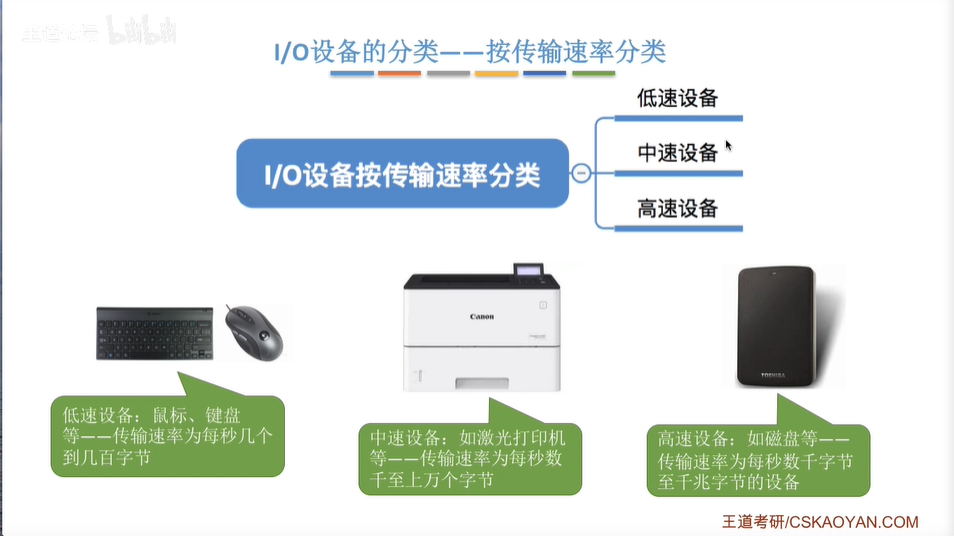 王道考研 bilibili
I/O设备的分类——按传输速率分类
低速设备
I/O设备按传输速率分类
中速设备
高速设备
Canon
TOSHIBA
低速设备：鼠标、键盘
等——传输速率为每秒几个
到几百字节
中速设备：如激光打印机
等——传输速率为每秒数
千至上万个字节
高速设备：如磁盘等——
传输速率为每秒数千字节
至千兆字节的设备
王道考研/CSKAOYAN.COM